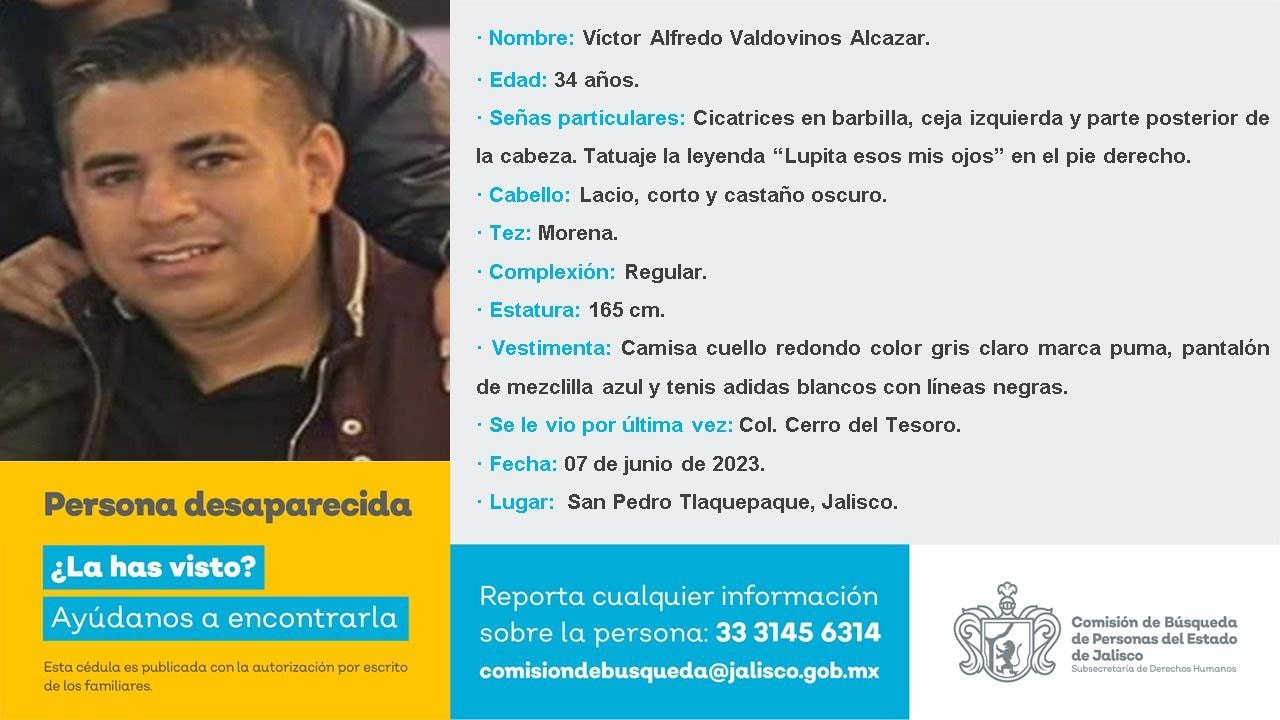 · Nombre: Víctor Alfredo Valdovinos Alcazar.
· Edad: 34 años.
· Señas particulares: Cicatrices en barbilla, ceja izquierda y parte posterior de
la cabeza. Tatuaje la leyenda “Lupita esos mis ojos” en el pie derecho.
· Cabello: Lacio, corto y castaño oscuro.
· Tez: Morena.
· Complexión: Regular.
· Estatura: 165 cm.
· Vestimenta: Camisa cuello redondo color gris claro marca puma, pantalón
de mezclilla azul y tenis adidas blancos con líneas negras.
· Se le vio por última vez: Col. Cerro del Tesoro.
· Fecha: 07 de junio de 2023.
· Lugar: San Pedro Tlaquepaque, Jalisco.
Persona desaparecida
¿La has visto?
Ayúdanos a encontrarla
Esta cédula es publicada con la autorización por escrito
de los familiares.
Reporta cualquier información
sobre la persona: 33 3145 6314
comisiondebusqueda@jalisco.gob.mx
Comisión de Búsqueda
de Personas del Estado
de Jalisco
Subsecretaría de Derechos Humanos